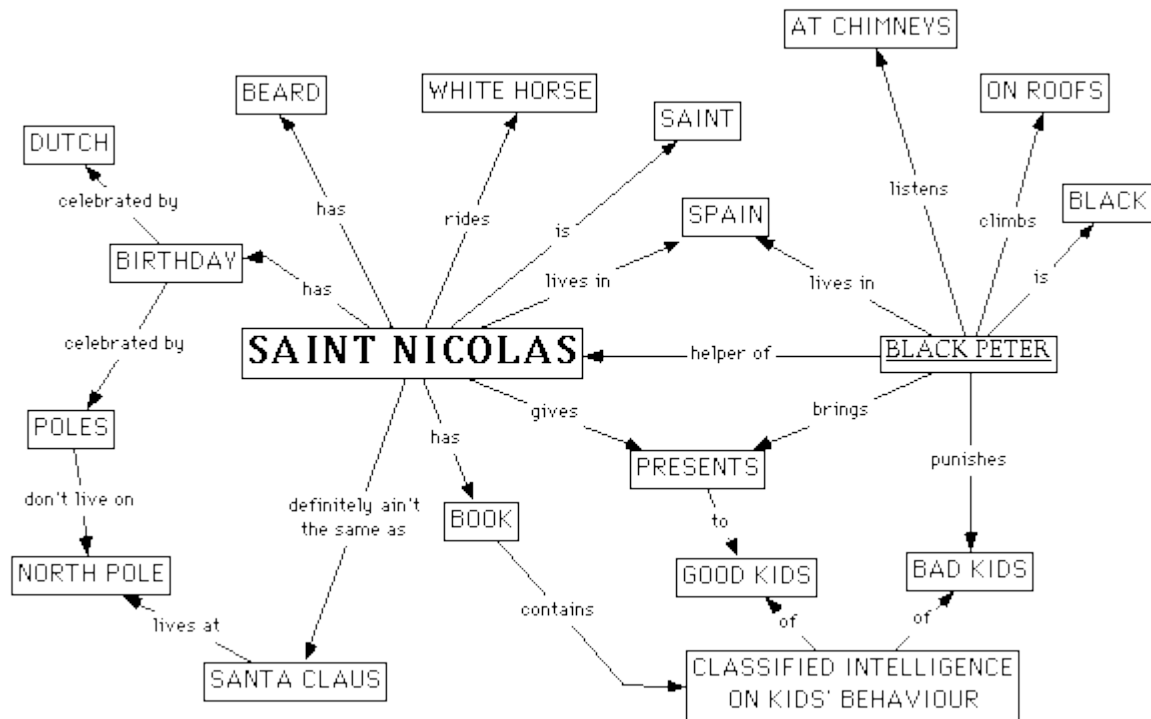 AT CHIMNEYS
BEARD
WHITE HORSE
ON ROOFS
SAINT
DUTCH
listens
celebrated by
has
rides
SPAIN
climbs
BLACK
is
BIRTHDAY
has
lives in
lives in
is
SAINT NICOLAS
helper of
BLACK PETER
celebrated by
gives
brings
POLES
has
PRESENTS
punishes
don't live on
definitely ain't
the same as
BOOK
to
NORTH POLE
GOOD KIDS
BAD KIDS
contains
lives at
of
of
SANTA CLAUS
CLASSIFIED INTELLIGENCE
ON KIDS' BEHAVIOUR